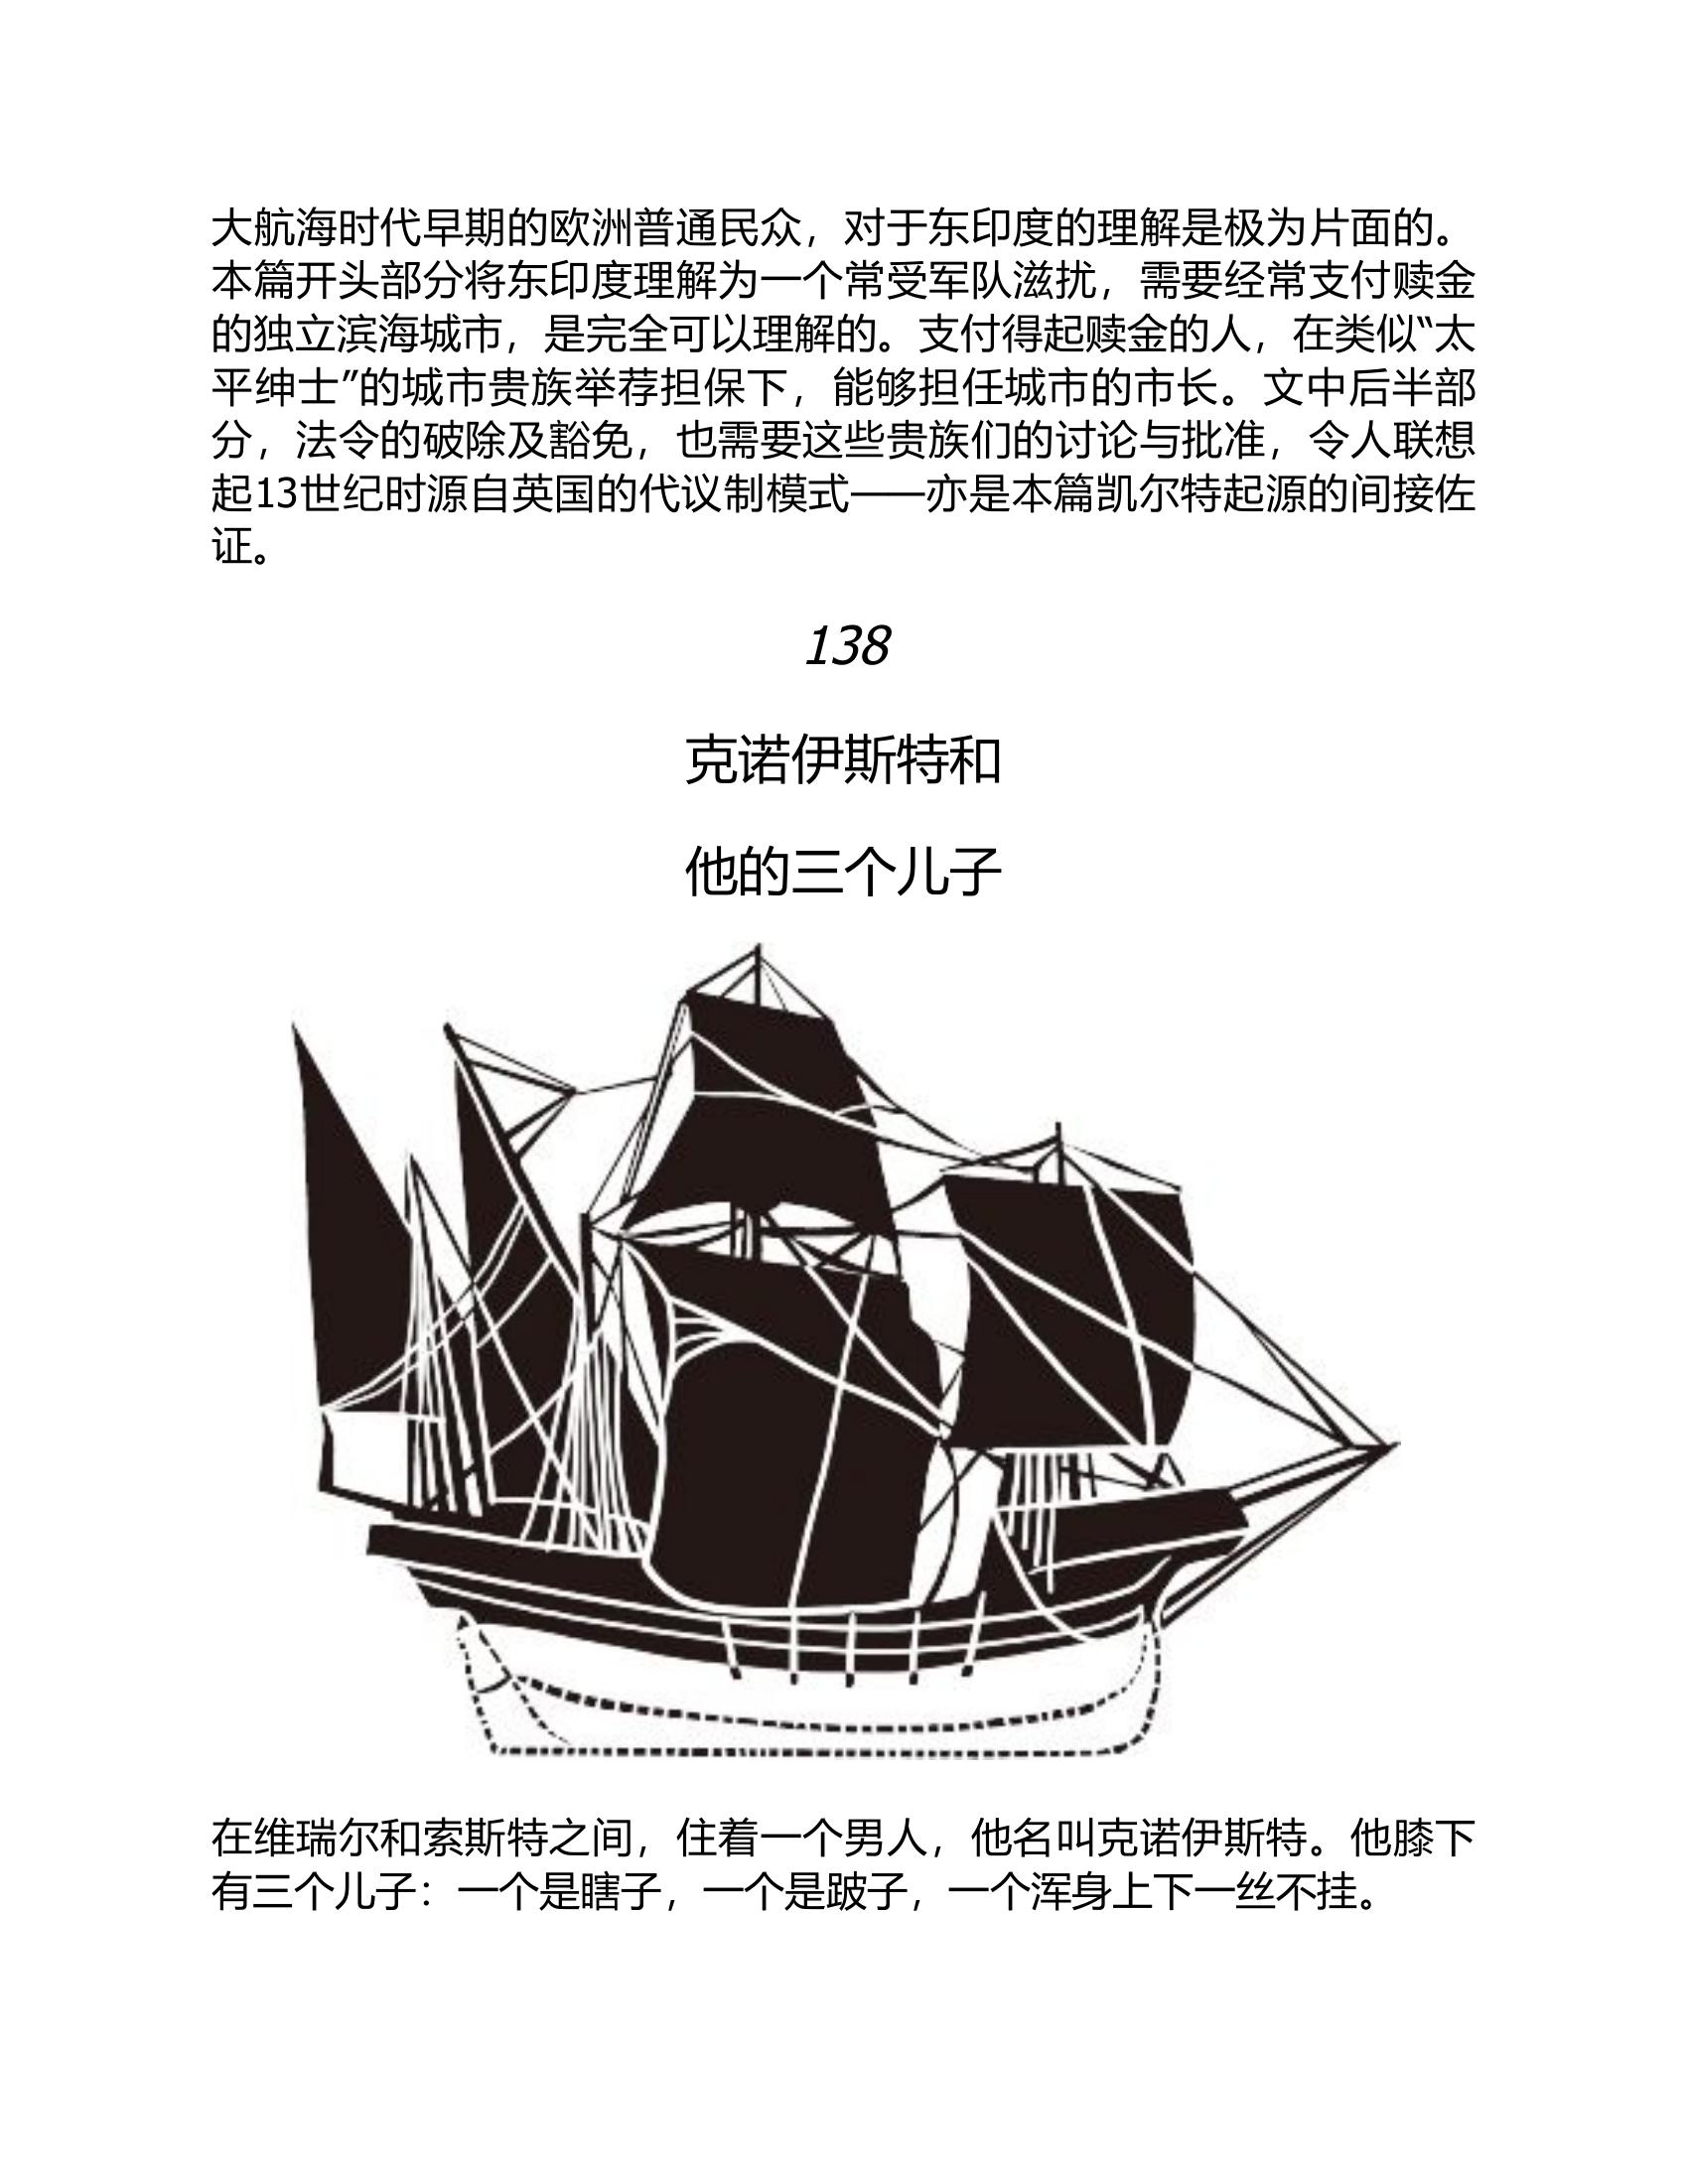 大航海时代早期的欧洲普通民众，对于东印度的理解是极为片面的。
本篇开头部分将东印度理解为一个常受军队滋扰，需要经常支付赎金
的独立滨海城市，是完全可以理解的。支付得起赎金的人，在类似“太
平绅士”的城市贵族举荐担保下，能够担任城市的市长。文中后半部
分，法令的破除及豁免，也需要这些贵族们的讨论与批准，令人联想
起13世纪时源自英国的代议制模式——亦是本篇凯尔特起源的间接佐
证。
138
克诺伊斯特和
他的三个儿子
在维瑞尔和索斯特之间，住着一个男人，他名叫克诺伊斯特。他膝下
有三个儿子：一个是瞎子，一个是跛子，一个浑身上下一丝不挂。